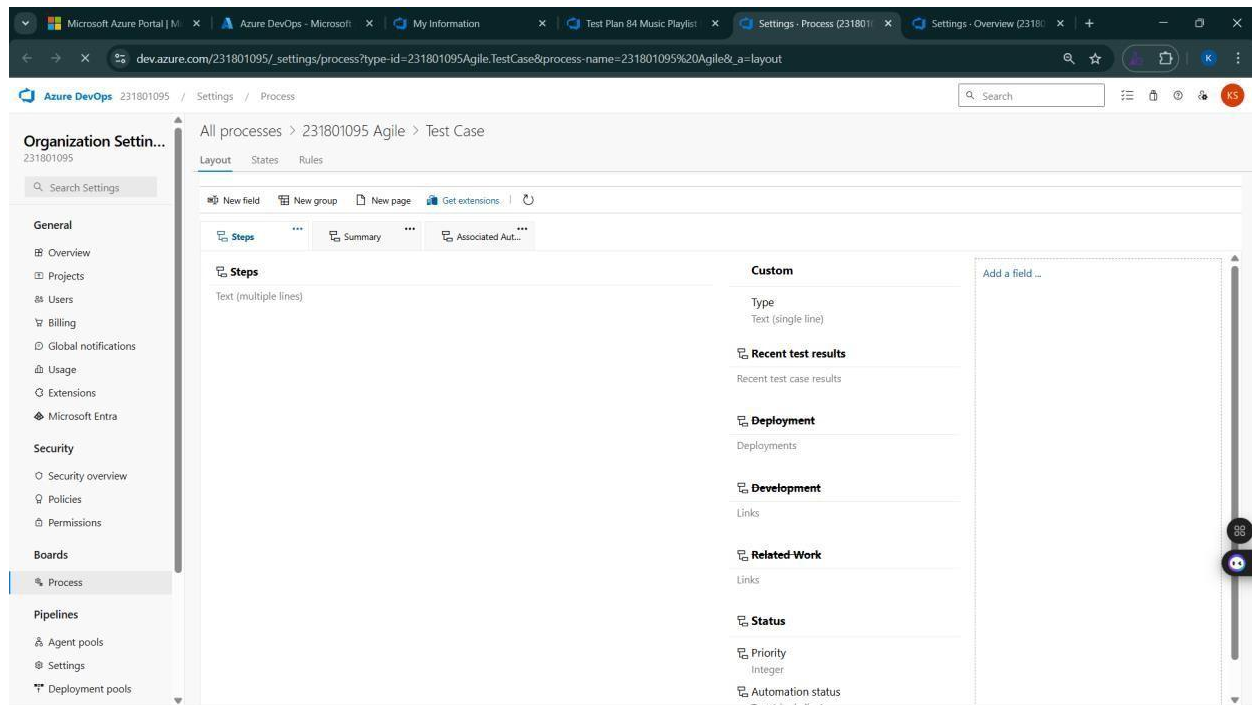 Microsoft Azure Portal | M
Azure DevOps - Microsoft
My Information
Test Plan 84 Music Playlist
Settings · Process (2318010
Settings · Overview (23180
dev.azure.com/231801095/_settings/process?type-id=231801095Agile.TestCase&process-name=231801095%20Agile&_a=layout
K
Azure DevOps 231801095 / Settings / Process
Search
KS
Organization Settin...
231801095
Search Settings
General
Overview
Projects
Users
Billing
Global notifications
Usage
Extensions
Microsoft Entra
Security
Security overview
Policies
Permissions
Boards
Process
Pipelines
Agent pools
Settings
Deployment pools
All processes > 231801095 Agile > Test Case
Layout States Rules
New field New group New page Get extensions
Steps ... Summary ... Associated Aut... ...
Steps
Text (multiple lines)
Custom
Type
Text (single line)
Recent test results
Recent test case results
Deployment
Deployments
Development
Links
Related Work
Links
Status
Priority
Integer
Automation status
Add a field ...